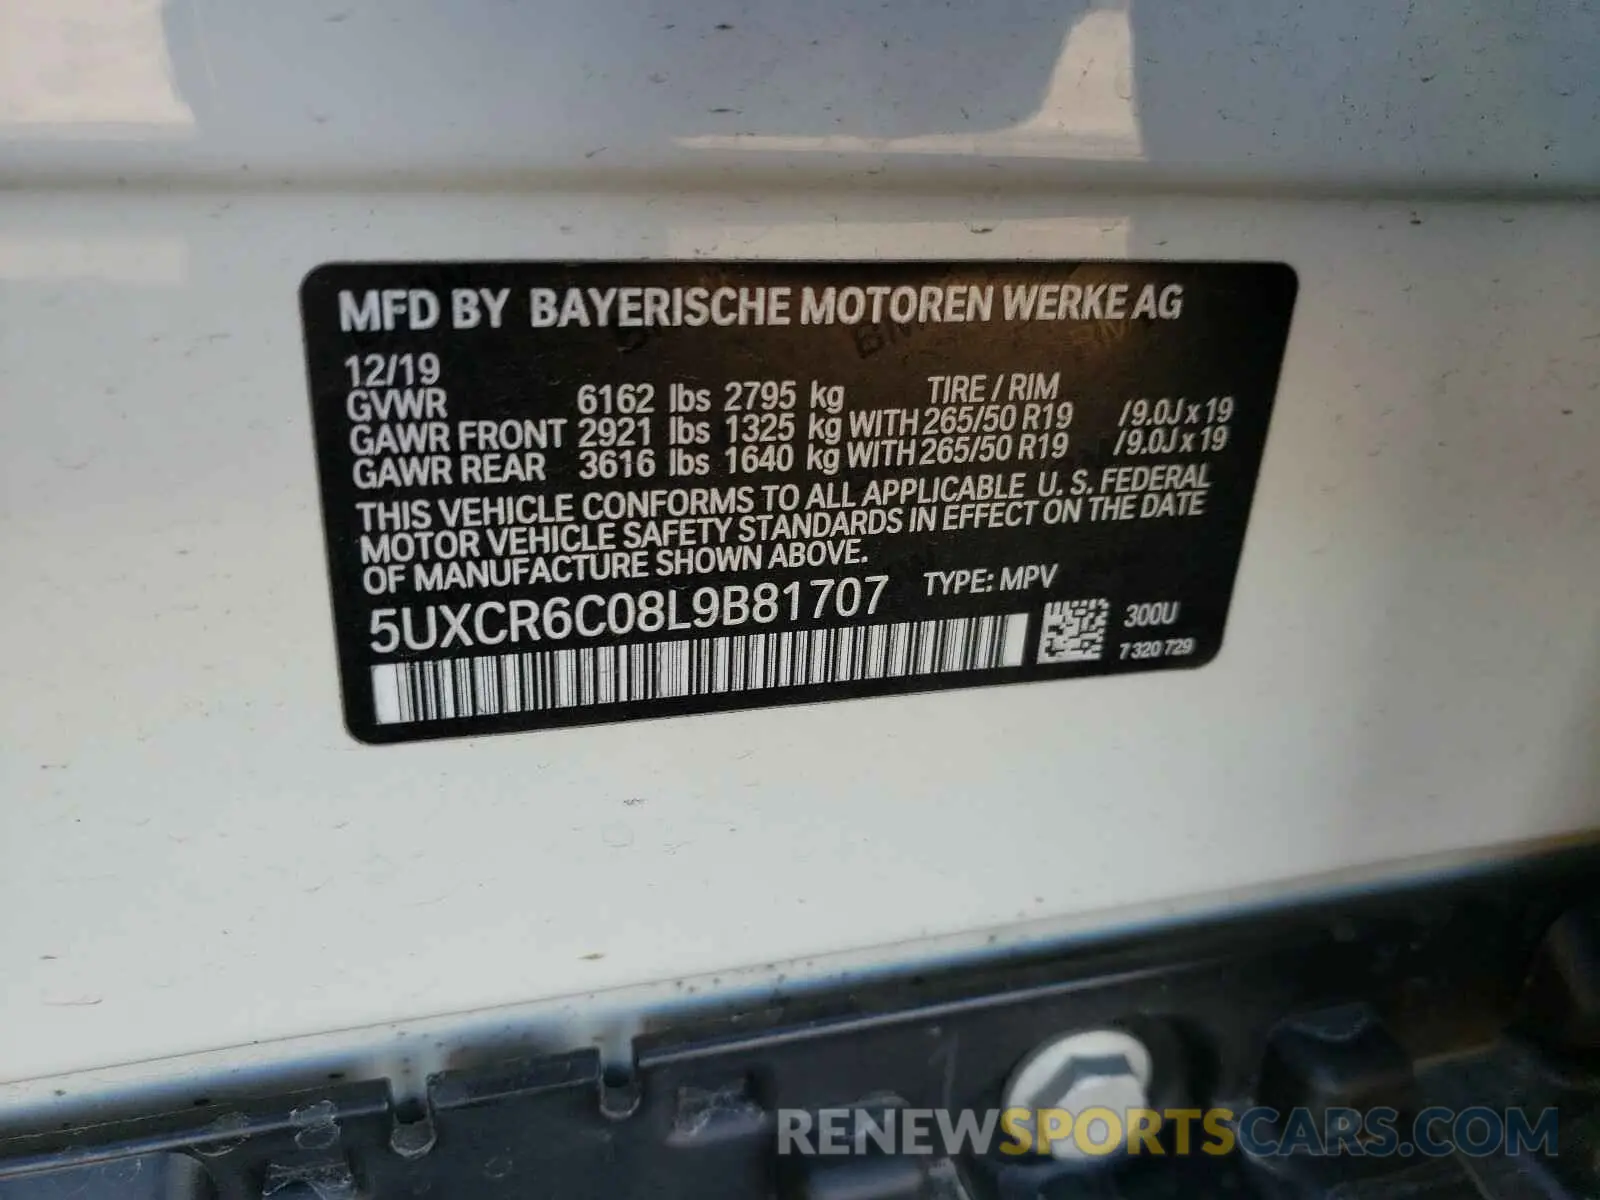 MFD BY BAYERISCHE MOTOREN WERKE AG
12/19
GVWR 6162 lbs 2795 kg TIRE / RIM
GAWR FRONT 2921 lbs 1325 kg WITH 265/50 R19 /9.0J x 19
GAWR REAR 3616 lbs 1640 kg WITH 265/50 R19 /9.0J x 19
THIS VEHICLE CONFORMS TO ALL APPLICABLE U. S. FEDERAL
MOTOR VEHICLE SAFETY STANDARDS IN EFFECT ON THE DATE
OF MANUFACTURE SHOWN ABOVE.
5UXCR6C08L9B81707 TYPE: MPV
300U
7 320 729
RENEWSPORTSCARS.COM